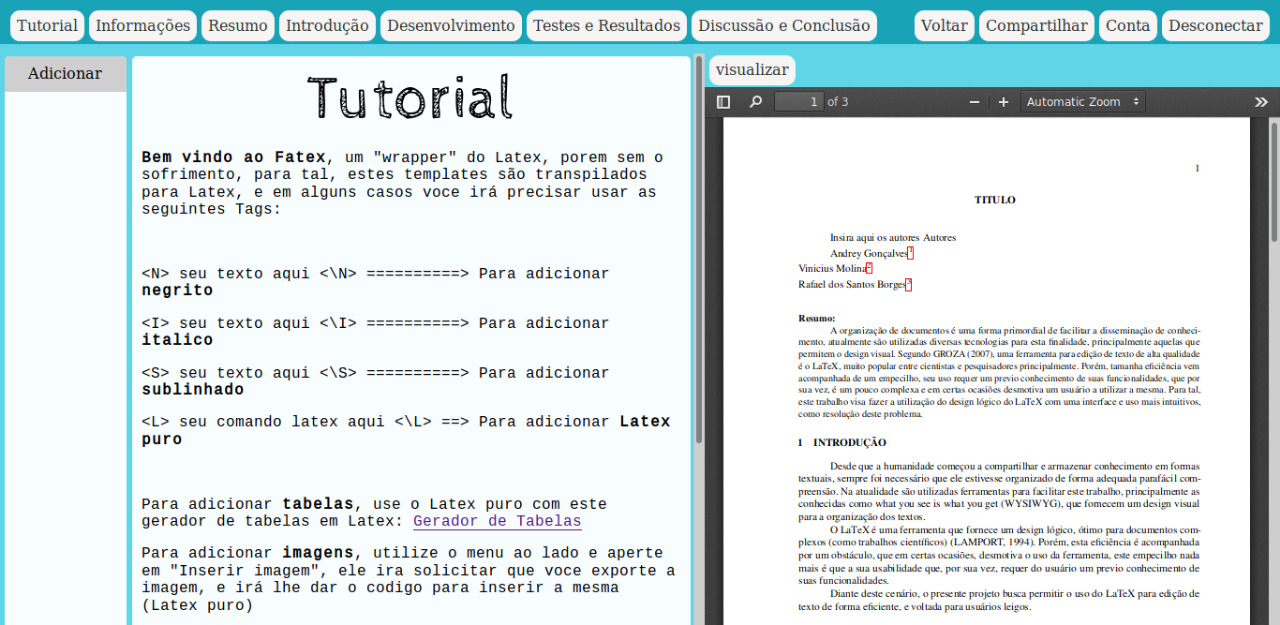 Tutorial Informações Resumo Introdução Desenvolvimento Testes e Resultados Discussão e Conclusão Voltar Compartilhar Conta Desconectar
Adicionar
Tutorial
Bem vindo ao Fatex, um "wrapper" do Latex, porem sem o
sofrimento, para tal, estes templates são transpilados
para Latex, e em alguns casos voce irá precisar usar as
seguintes Tags:
<N> seu texto aqui <\N> ==========> Para adicionar
negrito
<I> seu texto aqui <\I> ==========> Para adicionar
italico
<S> seu texto aqui <\S> ==========> Para adicionar
sublinhado
<L> seu comando latex aqui <\L> ==> Para adicionar Latex
puro
Para adicionar tabelas, use o Latex puro com este
gerador de tabelas em Latex: Gerador de Tabelas
Para adicionar imagens, utilize o menu ao lado e aperte
em "Inserir imagem", ele ira solicitar que voce exporte a
imagem, e irá lhe dar o codigo para inserir a mesma
(Latex puro)
visualizar
1 of 3 Automatic Zoom
1
TITULO
Insira aqui os autores Autores
Andrey Gonçalves1
Vinicius Molina2
Rafael dos Santos Borges3
Resumo:
A organização de documentos é uma forma primordial de facilitar a disseminação de conheci-
mento, atualmente são utilizadas diversas tecnologias para esta finalidade, principalmente aquelas que
permitem o design visual. Segundo GROZA (2007), uma ferramenta para edição de texto de alta qualidade
é o LaTeX, muito popular entre cientistas e pesquisadores principalmente. Porém, tamanha eficiência vem
acompanhada de um empecilho, seu uso requer um previo conhecimento de suas funcionalidades, que por
sua vez, é um pouco complexa e em certas ocasiões desmotiva um usuário a utilizar a mesma. Para tal,
este trabalho visa fazer a utilização do design lógico do LaTeX com uma interface e uso mais intuitivos,
como resolução deste problema.
1 INTRODUÇÃO
Desde que a humanidade começou a compartilhar e armazenar conhecimento em formas
textuais, sempre foi necessário que ele estivesse organizado de forma adequada parafácil com-
preensão. Na atualidade são utilizadas ferramentas para facilitar este trabalho, principalmente as
conhecidas como what you see is what you get (WYSIWYG), que fornecem um design visual
para a organização dos textos.
O LaTeX é uma ferramenta que fornece um design lógico, ótimo para documentos com-
plexos (como trabalhos científicos) (LAMPORT, 1994). Porém, esta eficiência é acompanhada
por um obstáculo, que em certas ocasiões, desmotiva o uso da ferramenta, este empecilho nada
mais é que a sua usabilidade que, por sua vez, requer do usuário um previo conhecimento de
suas funcionalidades.
Diante deste cenário, o presente projeto busca permitir o uso do LaTeX para edição de
texto de forma eficiente, e voltada para usuários leigos.